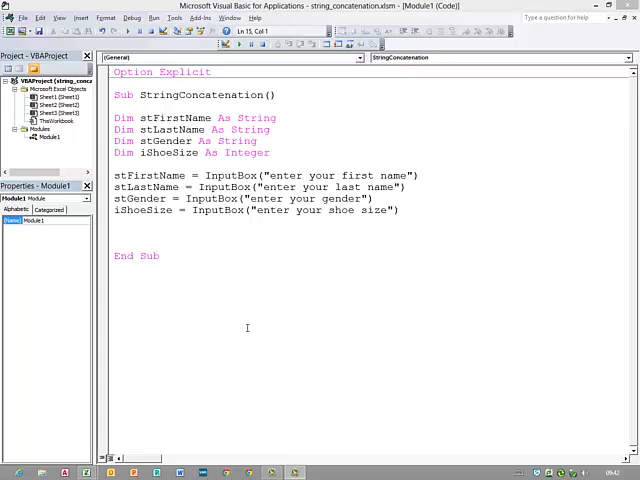 Microsoft Visual Basic for Applications - string_concatenation.xlsm - [Module1 (Code)]
File Edit View Insert Format Debug Run Tools Add-Ins Window Help
Type a question for help
Ln 15, Col 1
Project - VBAProject
(General)
StringConcatenation
VBAProject (string_conca
Microsoft Excel Objects
Sheet1 (Sheet1)
Sheet2 (Sheet2)
Sheet3 (Sheet3)
ThisWorkbook
Modules
Module1
Properties - Module1
Module1 Module
Alphabetic Categorized
(Name) Module1
Option Explicit
Sub StringConcatenation()
Dim stFirstName As String
Dim stLastName As String
Dim stGender As String
Dim iShoeSize As Integer
stFirstName = InputBox("enter your first name")
stLastName = InputBox("enter your last name")
stGender = InputBox("enter your gender")
iShoeSize = InputBox("enter your shoe size")
End Sub
09:42